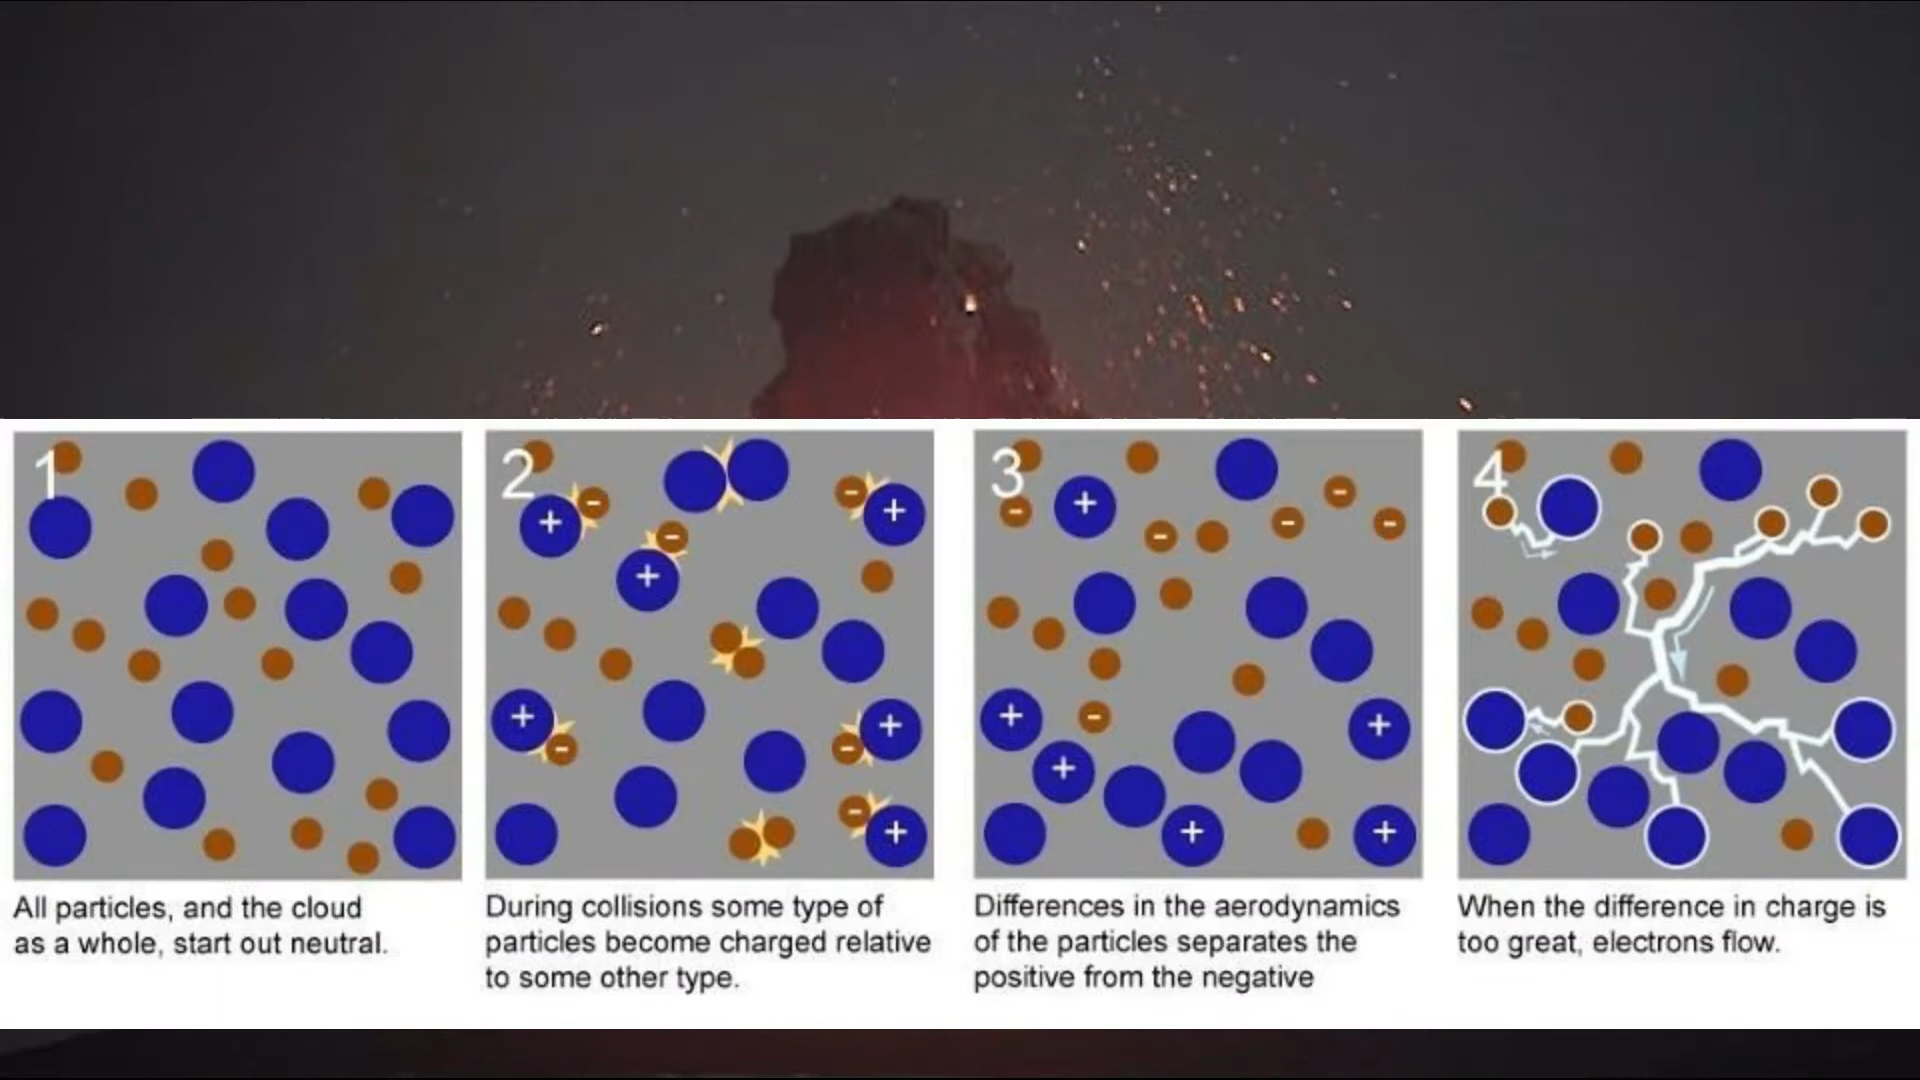 1
All particles, and the cloud
as a whole, start out neutral.
2
+
-
+
-
-
+
+
-
+
-
-
+
During collisions some type of
particles become charged relative
to some other type.
3
-
+
-
-
-
-
+
-
+
+
+
+
Differences in the aerodynamics
of the particles separates the
positive from the negative
4
When the difference in charge is
too great, electrons flow.